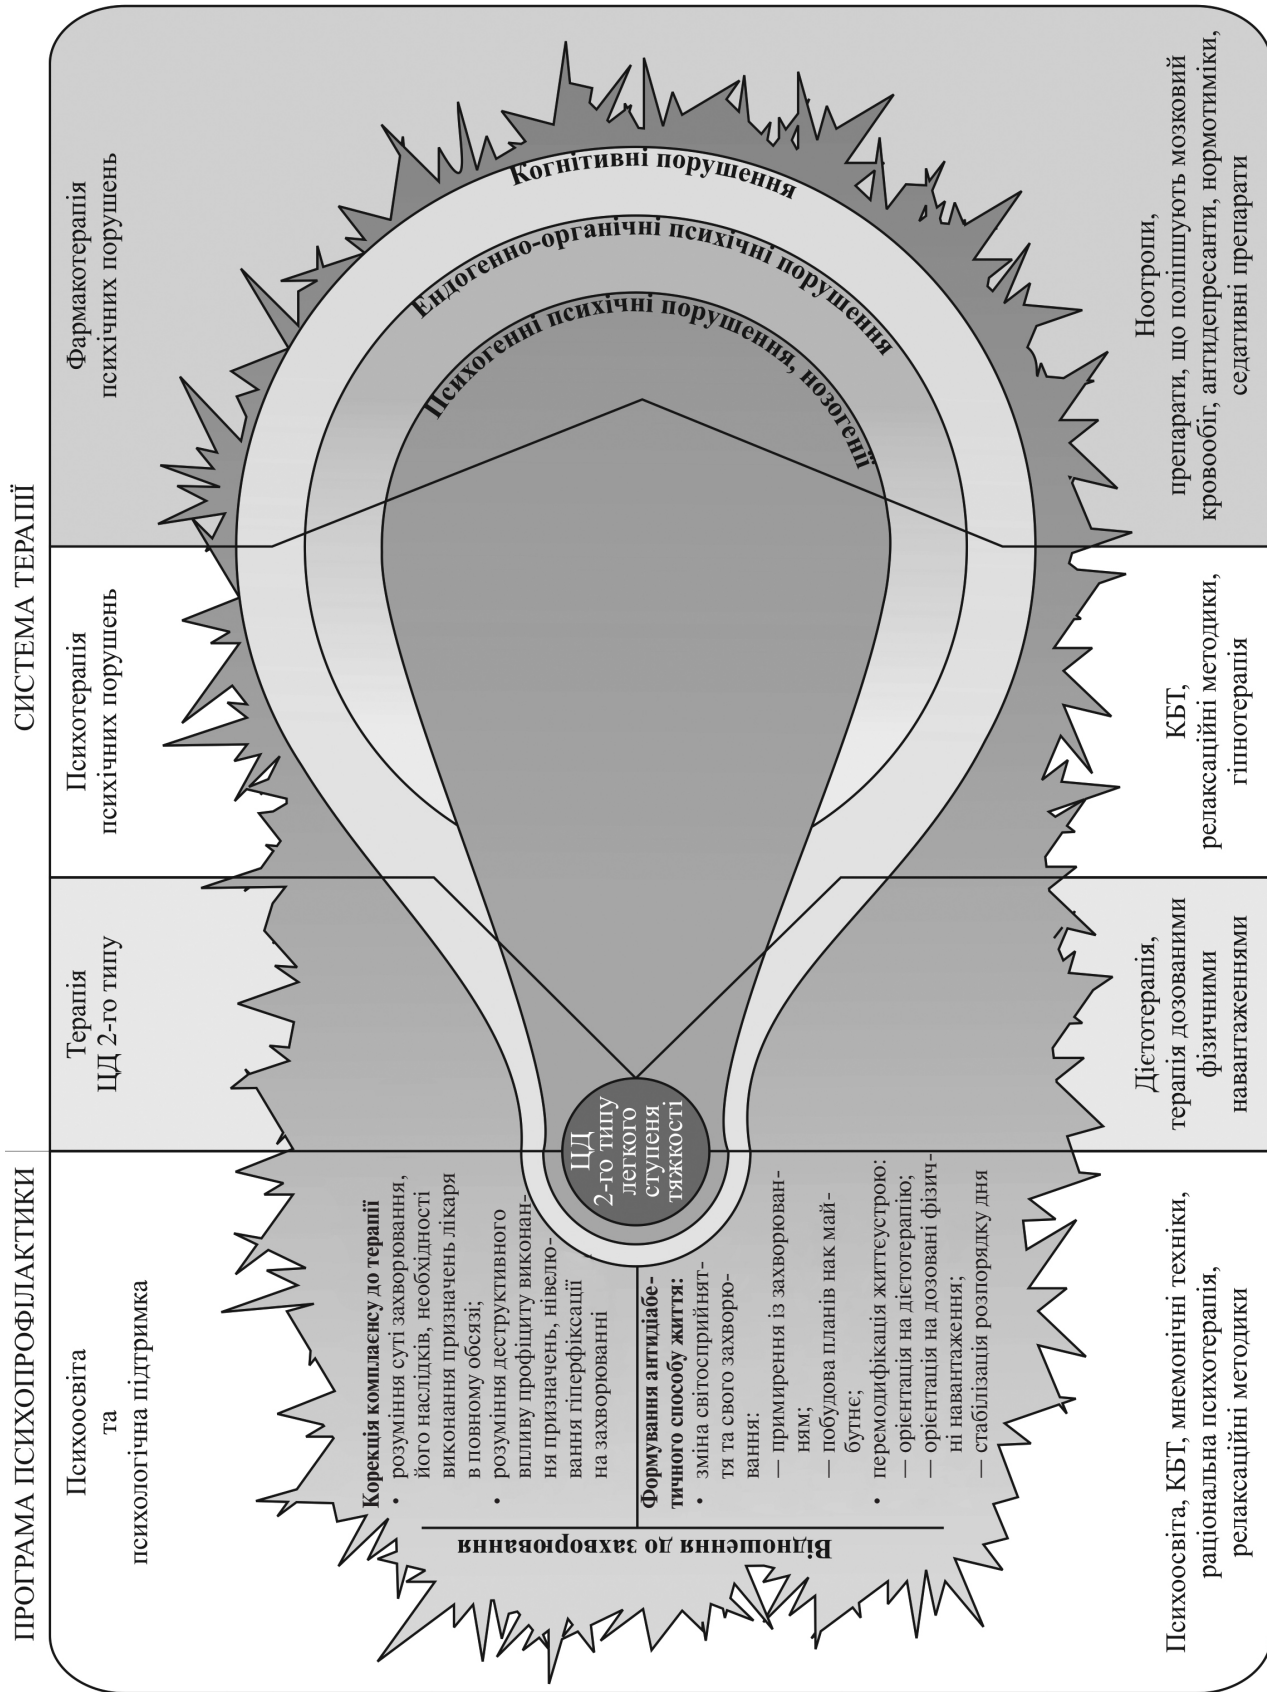 ПРОГРАМА ПСИХОПРОФІЛАКТИКИ
СИСТЕМА ТЕРАПІЇ
Психоосвіта
та
психологічна підтримка
Терапія
ЦД 2-го типу
Психотерапія
психічних порушень
Фармакотерапія
психічних порушень
Відношення до захворювання
Корекція комплаєнсу до терапії
• розуміння суті захворювання,
його наслідків, необхідності
виконання призначень лікаря
в повному обсязі;
• розуміння деструктивного
впливу профіциту виконан-
ня призначень, нівелю-
вання гіперфіксації
на захворюванні
Формування антидіабе-
тичного способу життя:
• зміна світосприйнят-
тя та свого захворю-
вання:
— примирення із захворюван-
ням;
— побудова планів нак май-
бутнє;
• перемодифікація життєустрою:
— орієнтація на дієтотерапію;
— орієнтація на дозовані фізич-
ні навантаження;
— стабілізація розпорядку дня
ЦД
2-го типу
легкого
ступеня
тяжкості
Психогенні психічні порушення, нозогенії
Ендогенно-органічні психічні порушення
Когнітивні порушення
Психоосвіта, КБТ, мнемонічні техніки,
раціональна психотерапія,
релаксаційні методики
Дієтотерапія,
терапія дозованими
фізичними
навантаженнями
КБТ,
релаксаційні методики,
гіпнотерапія
Ноотропи,
препарати, що поліпшують мозковий
кровообіг, антидепресанти, нормотиміки,
седативні препарати